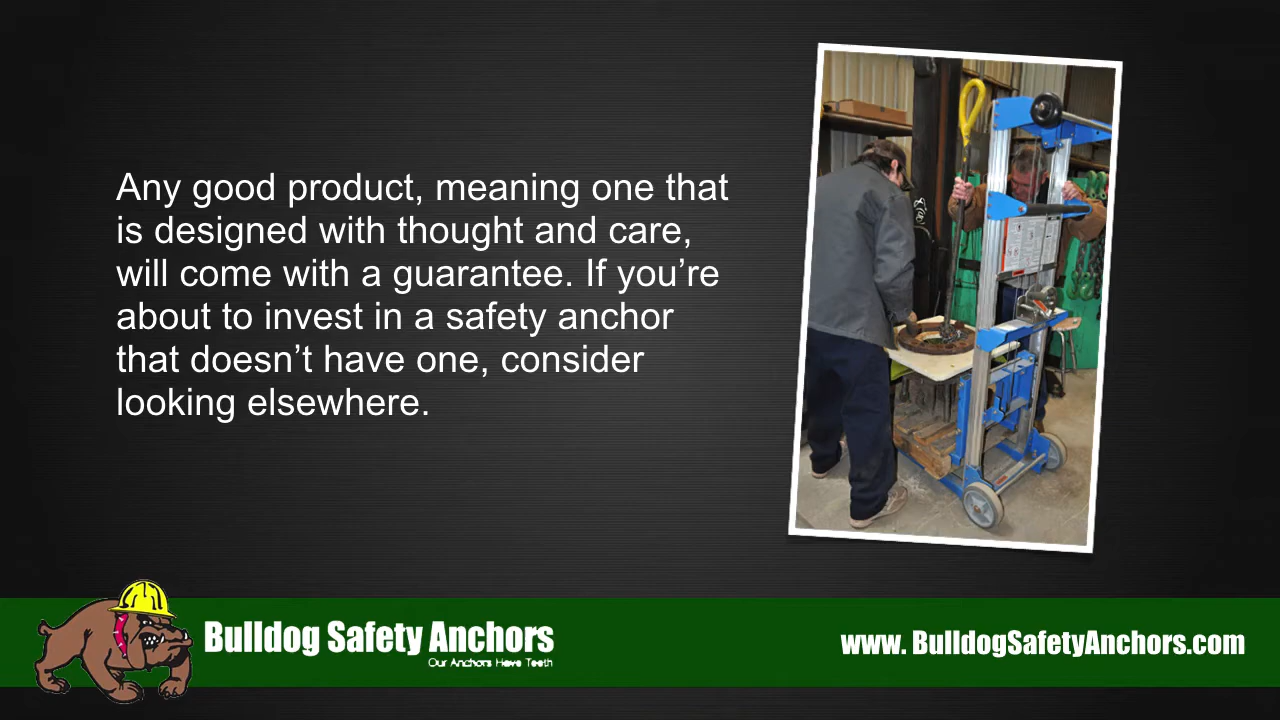 Any good product, meaning one that
is designed with thought and care,
will come with a guarantee. If you’re
about to invest in a safety anchor
that doesn’t have one, consider
looking elsewhere.
Bulldog Safety Anchors
Our Anchors Have Teeth
www. BulldogSafetyAnchors.com